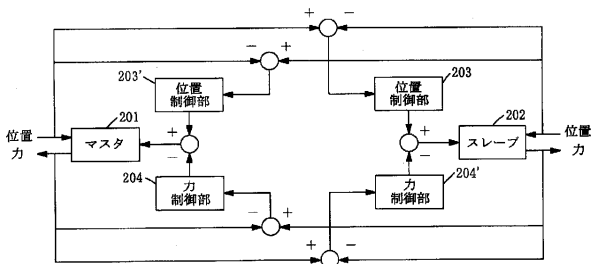 + −
− +
203'
位置
制御部
203
位置
制御部
201
マスタ
202
スレーブ
位置
力
位置
力
+
−
+
−
204
力
制御部
204'
力
制御部
− +
+ −